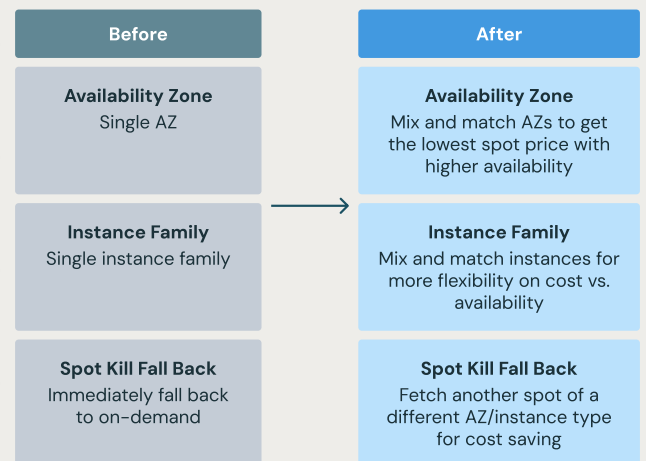 Before
After
Availability Zone
Single AZ
Availability Zone
Mix and match AZs to get
the lowest spot price with
higher availability
Instance Family
Single instance family
Instance Family
Mix and match instances for
more flexibility on cost vs.
availability
Spot Kill Fall Back
Immediately fall back
to on-demand
Spot Kill Fall Back
Fetch another spot of a
different AZ/instance type
for cost saving